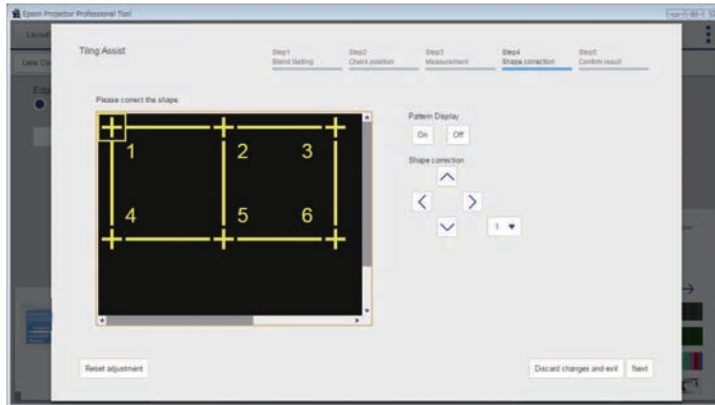 Epson Projector Professional Tool
Tiling Assist
Step1
Blend Setting
Step2
Check position
Step3
Measurement
Step4
Shape correction
Step5
Confirm result
Please correct the shape.
Pattern Display
On Off
Shape correction
1
1 2 3
4 5 6
Reset adjustment
Discard changes and exit
Next